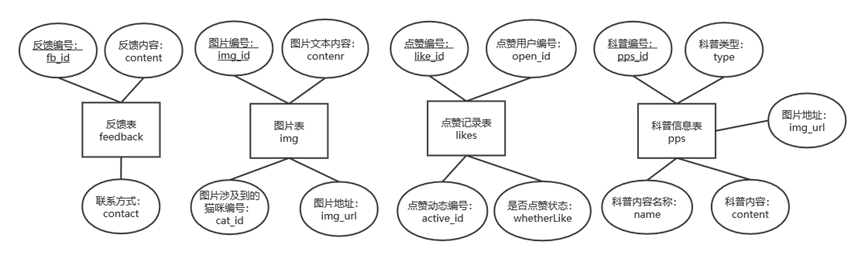 反馈编号:
fb_id
反馈内容:
content
反馈表
feedback
联系方式:
contact
图片编号:
img_id
图片文本内容:
contenr
图片表
img
图片涉及到的
猫咪编号:
cat_id
图片地址:
img_url
点赞编号:
like_id
点赞用户编号:
open_id
点赞记录表
likes
点赞动态编号:
active_id
是否点赞状态:
whetherLike
科普编号:
pps_id
科普类型:
type
科普信息表
pps
图片地址:
img_url
科普内容名称:
name
科普内容:
content